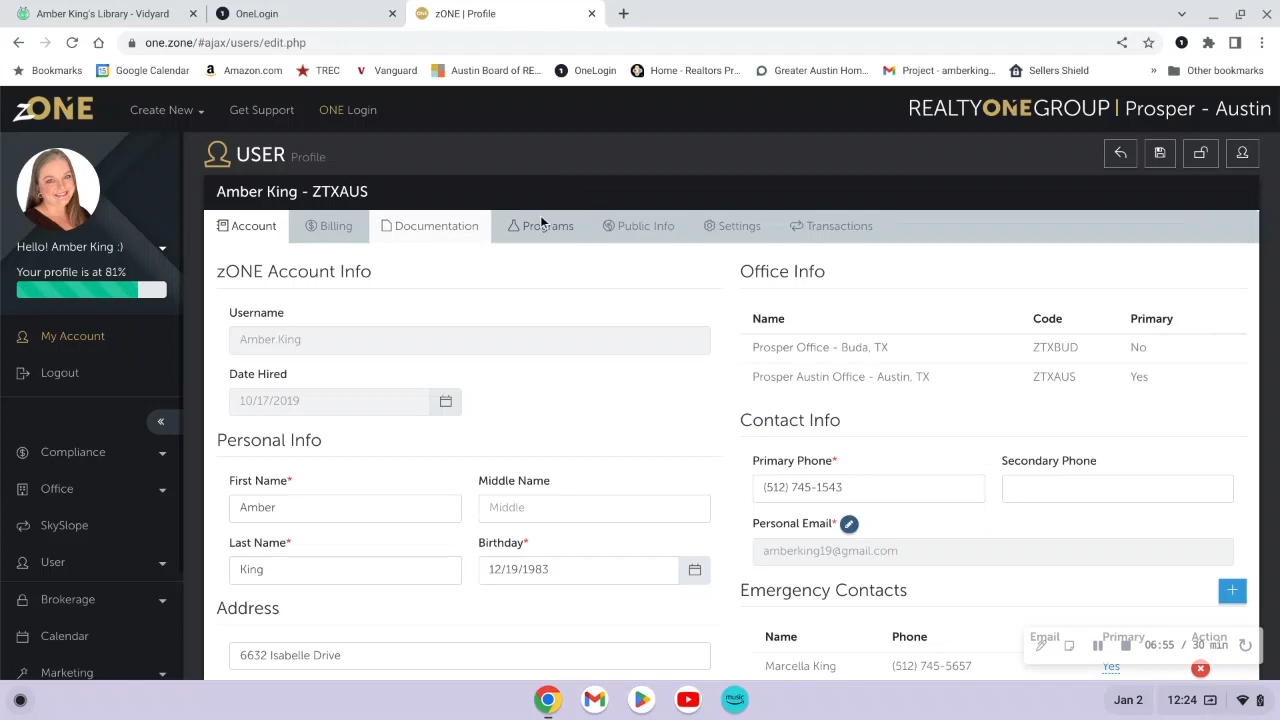 Amber King's Library - Vidyard
OneLogin
zONE | Profile
one.zone/#ajax/users/edit.php
Bookmarks
Google Calendar
Amazon.com
TREC
Vanguard
Austin Board of RE...
OneLogin
Home - Realtors Pr...
Greater Austin Hom...
Project - amberking...
Sellers Shield
»
Other bookmarks
zONE
Create New
Get Support
ONE Login
REALTYONEGROUP | Prosper - Austin
Hello! Amber King :)
Your profile is at 81%
My Account
Logout
«
Compliance
Office
SkySlope
User
Brokerage
Calendar
Marketing
USER Profile
Amber King - ZTXAUS
Account
Billing
Documentation
Programs
Public Info
Settings
Transactions
zONE Account Info
Username
Amber.King
Date Hired
10/17/2019
Personal Info
First Name*
Middle Name
Amber
Middle
Last Name*
Birthday*
King
12/19/1983
Address
6632 Isabelle Drive
Office Info
Name Code Primary
Prosper Office - Buda, TX ZTXBUD No
Prosper Austin Office - Austin, TX ZTXAUS Yes
Contact Info
Primary Phone*
Secondary Phone
(512) 745-1543
Personal Email*
amberking19@gmail.com
Emergency Contacts
+
Name Phone Email Primary Action
Marcella King (512) 745-5657 Yes
06:55 / 30 min
Jan 2
12:24